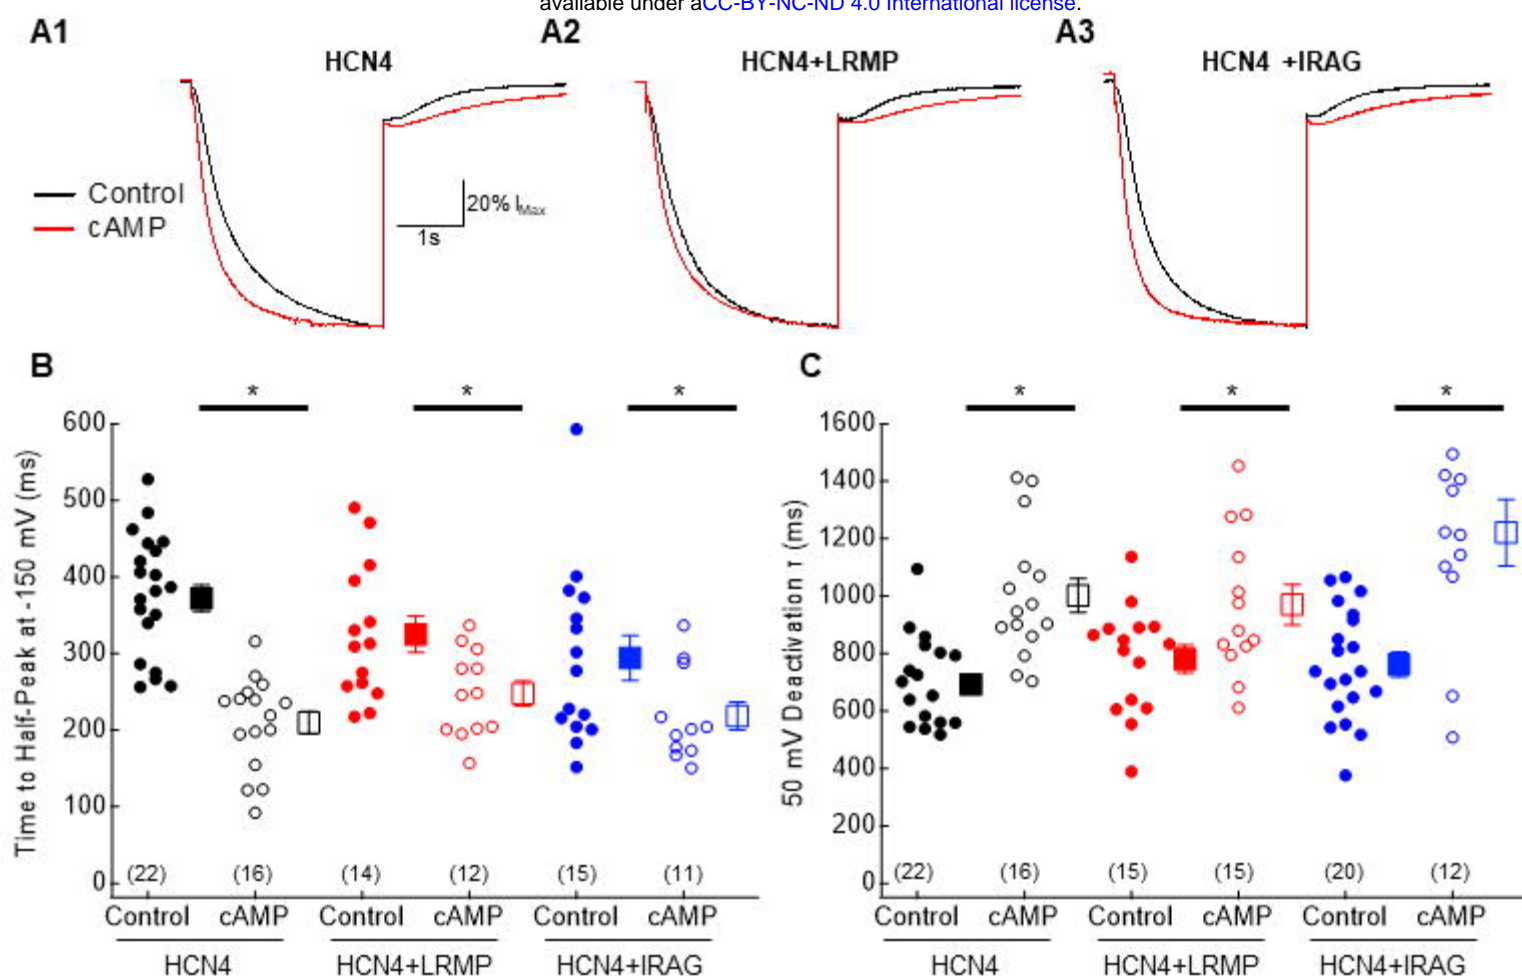 available under aCC-BY-NC-ND 4.0 International license.
A1
HCN4
A2
HCN4+LRMP
A3
HCN4 +IRAG
Control
cAMP
20% IMax
1s
B
*
*
*
Time to Half-Peak at -150 mV (ms)
600
500
400
300
200
100
0
(22)
(16)
(14)
(12)
(15)
(11)
Control
cAMP
Control
cAMP
Control
cAMP
HCN4
HCN4+LRMP
HCN4+IRAG
C
*
*
*
50 mV Deactivation τ (ms)
1600
1400
1200
1000
800
600
400
200
0
(22)
(16)
(15)
(15)
(20)
(12)
Control
cAMP
Control
cAMP
Control
cAMP
HCN4
HCN4+LRMP
HCN4+IRAG